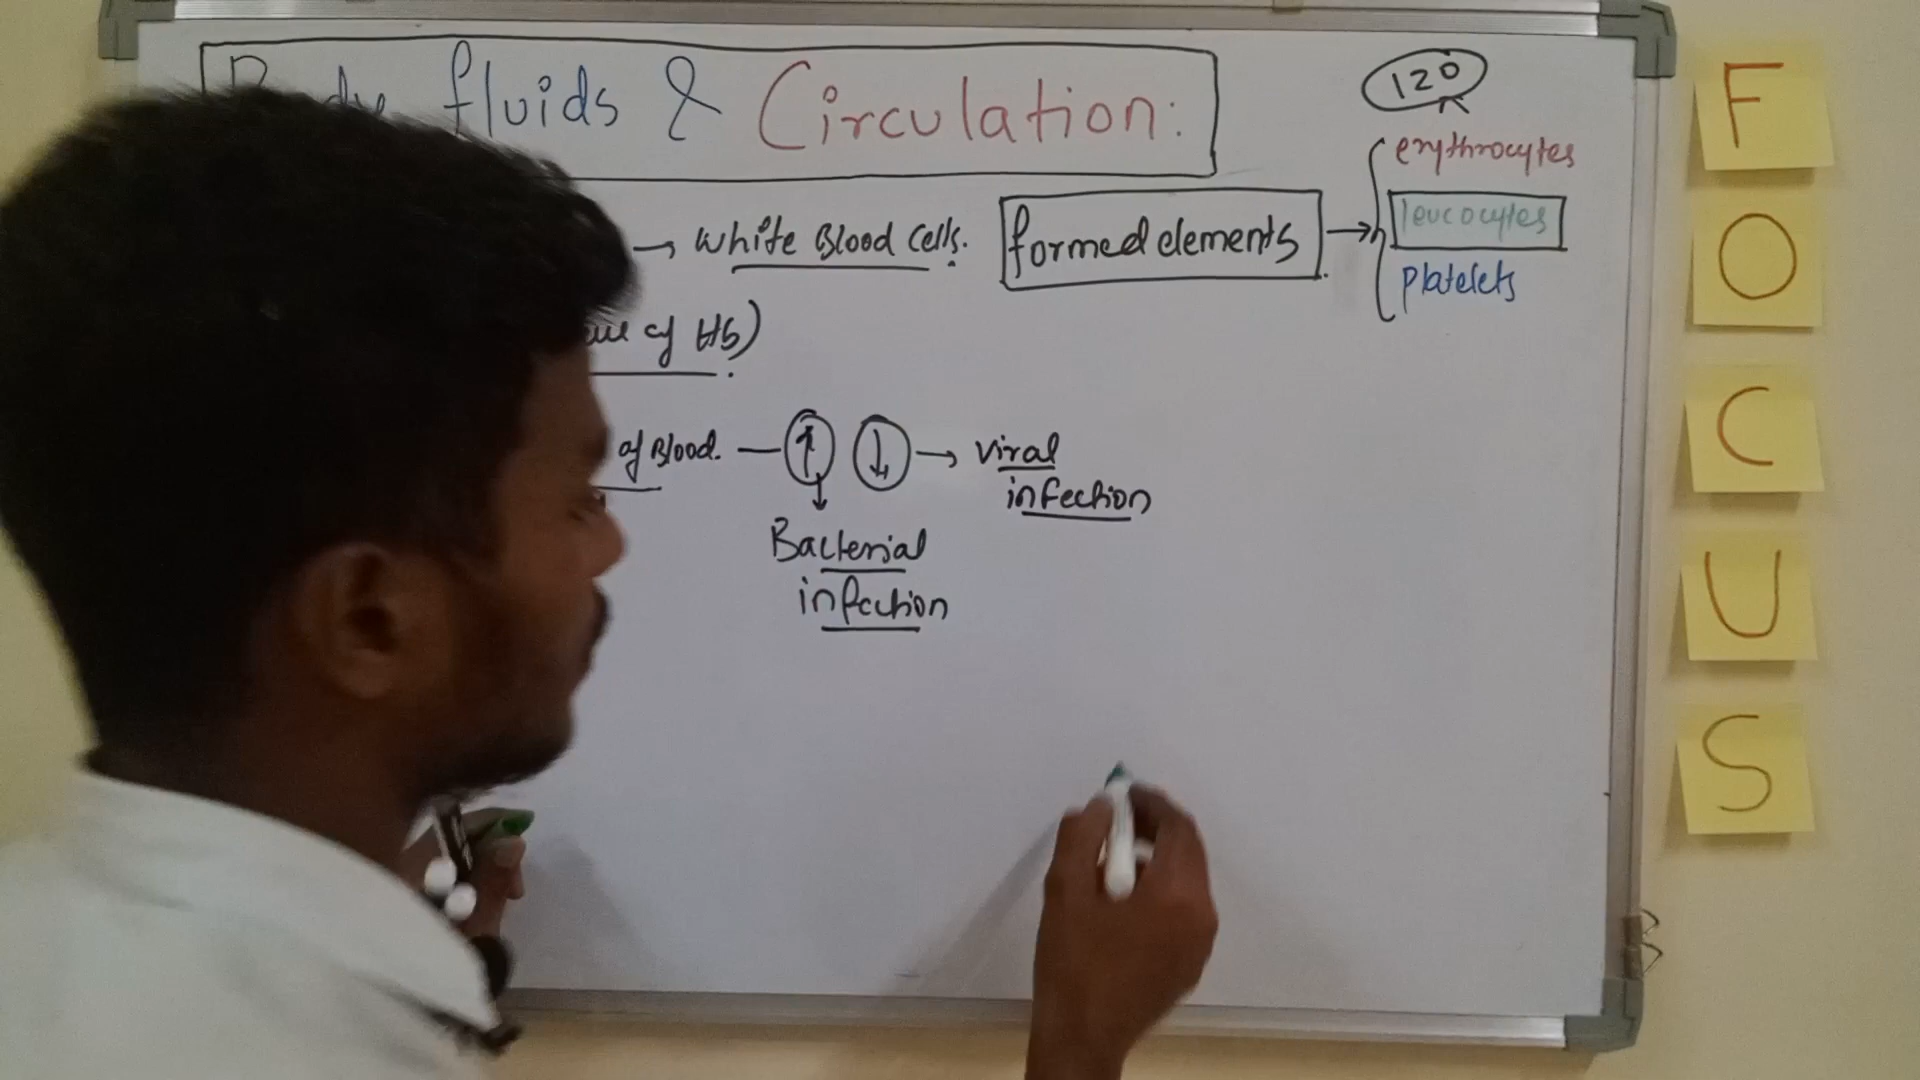 Body fluids & Circulation:
120
erythrocytes
leucocytes
platelets
formed elements
→ White Blood Cells.
of Hb)
of Blood. — ↑ ↓ → Viral
infection
Bacterial
infection
F
O
C
U
S